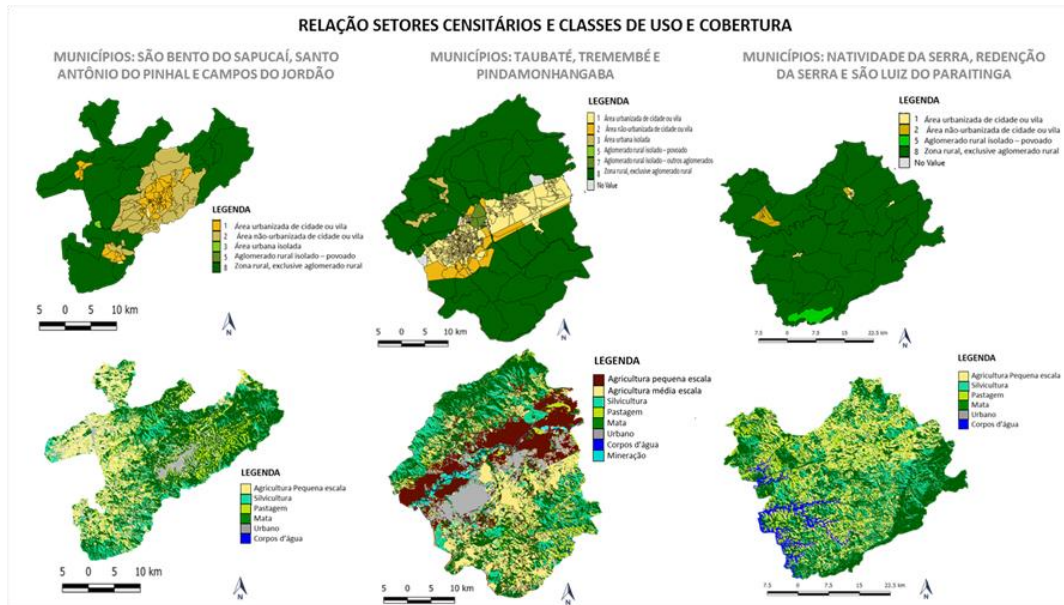 RELAÇÃO SETORES CENSITÁRIOS E CLASSES DE USO E COBERTURA
MUNICÍPIOS: SÃO BENTO DO SAPUCAÍ, SANTO
ANTÔNIO DO PINHAL E CAMPOS DO JORDÃO
LEGENDA
1 Área urbanizada de cidade ou vila
2 Área não-urbanizada de cidade ou vila
3 Área urbana isolada
5 Aglomerado rural isolado – povoado
8 Zona rural, exclusive aglomerado rural
5 0 5 10 km
N
MUNICÍPIOS: TAUBATÉ, TREMEMBÉ E
PINDAMONHANGABA
LEGENDA
1 Área urbanizada de cidade ou vila
2 Área não-urbanizada de cidade ou vila
3 Área urbana isolada
5 Aglomerado rural isolado – povoado
7 Aglomerado rural isolado – outros aglomerados
8 Zona rural, exclusive aglomerado rural
No Value
5 0 5 10 km
N
MUNICÍPIOS: NATIVIDADE DA SERRA, REDENÇÃO
DA SERRA E SÃO LUIZ DO PARAITINGA
LEGENDA
1 Área urbanizada de cidade ou vila
2 Área não-urbanizada de cidade ou vila
5 Aglomerado rural isolado – povoado
8 Zona rural, exclusive aglomerado rural
No Value
7.5 0 7.5 15 22.5 km
N
LEGENDA
Agricultura Pequena escala
Silvicultura
Pastagem
Mata
Urbano
Corpos d'água
5 0 5 10 km
N
LEGENDA
Agricultura pequena escala
Agricultura média escala
Silvicultura
Pastagem
Mata
Urbano
Corpos d'água
Mineração
5 0 5 10 km
N
LEGENDA
Agricultura Pequena escala
Silvicultura
Pastagem
Mata
Urbano
Corpos d'água
7.5 0 7.5 15 22.5 km
N